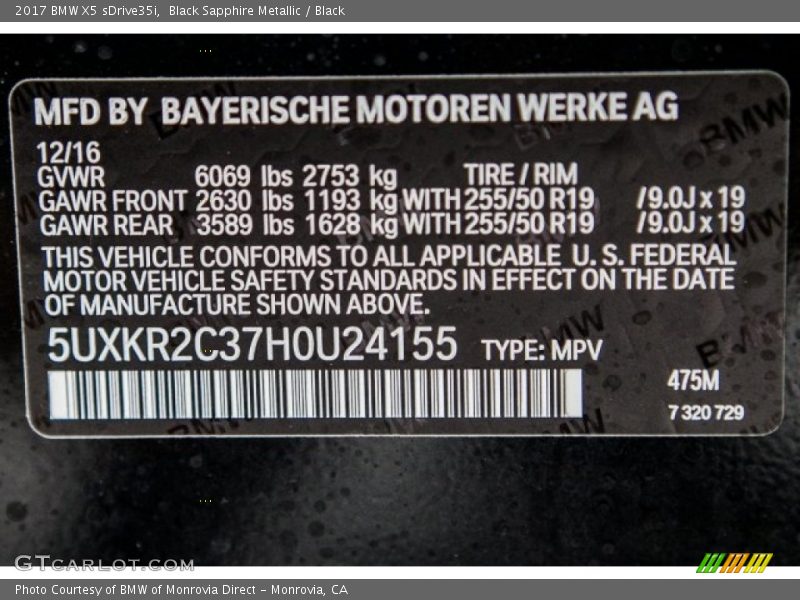 2017 BMW X5 sDrive35i, Black Sapphire Metallic / Black
MFD BY BAYERISCHE MOTOREN WERKE AG
12/16
GVWR 6069 lbs 2753 kg TIRE / RIM
GAWR FRONT 2630 lbs 1193 kg WITH 255/50 R19 /9.0J x 19
GAWR REAR 3589 lbs 1628 kg WITH 255/50 R19 /9.0J x 19
THIS VEHICLE CONFORMS TO ALL APPLICABLE U. S. FEDERAL
MOTOR VEHICLE SAFETY STANDARDS IN EFFECT ON THE DATE
OF MANUFACTURE SHOWN ABOVE.
5UXKR2C37H0U24155 TYPE: MPV
475M
7 320 729
GTCARLOT.COM
Photo Courtesy of BMW of Monrovia Direct - Monrovia, CA